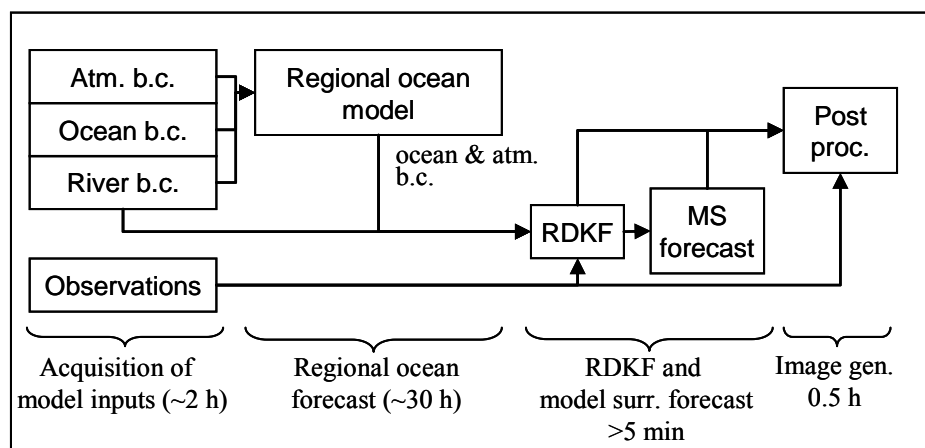 Atm. b.c.
Ocean b.c.
River b.c.
Regional ocean
model
ocean & atm.
b.c.
Post
proc.
RDKF
MS
forecast
Observations
Acquisition of
model inputs (~2 h)
Regional ocean
forecast (~30 h)
RDKF and
model surr. forecast
>5 min
Image gen.
0.5 h